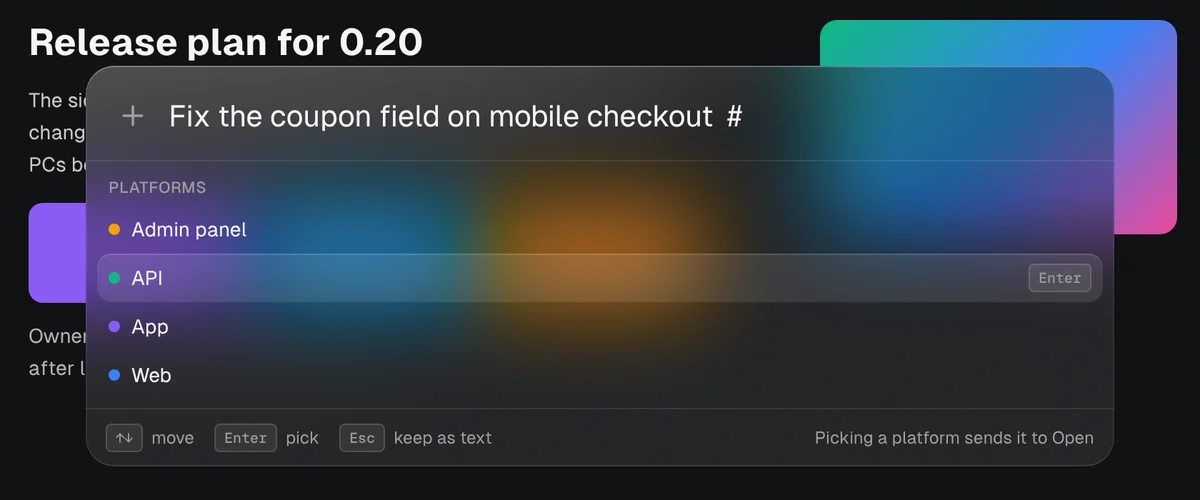 Release plan for 0.20
The si
chang
PCs b
Fix the coupon field on mobile checkout #
PLATFORMS
Admin panel
API
Enter
App
Web
Owner
after l
↑↓ move Enter pick Esc keep as text
Picking a platform sends it to Open